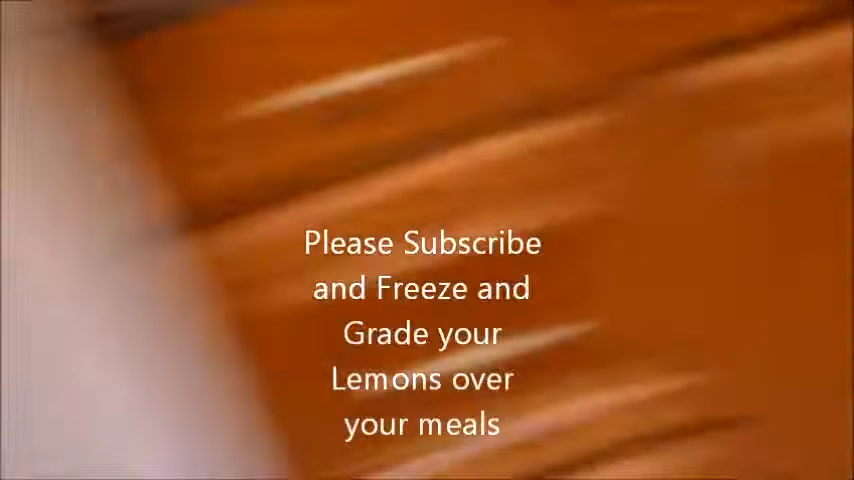 Please Subscribe
and Freeze and
Grade your
Lemons over
your meals